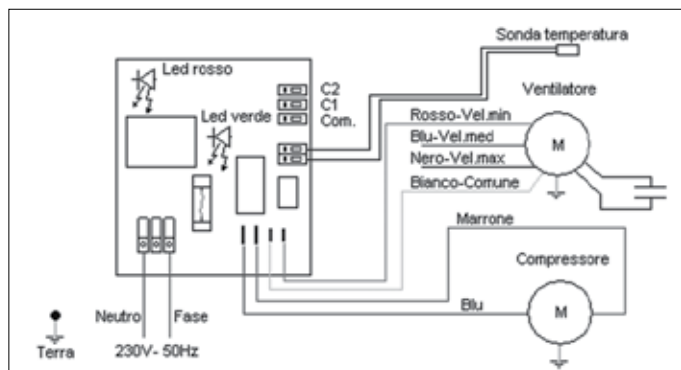 Sonda temperatura
Led rosso
C2
C1
Com.
Led verde
Ventilatore
Rosso-Vel.min
Blu-Vel.med
Nero-Vel.max
Bianco-Comune
M
Marrone
Compressore
Blu
M
Neutro
Fase
Terra
230V- 50Hz